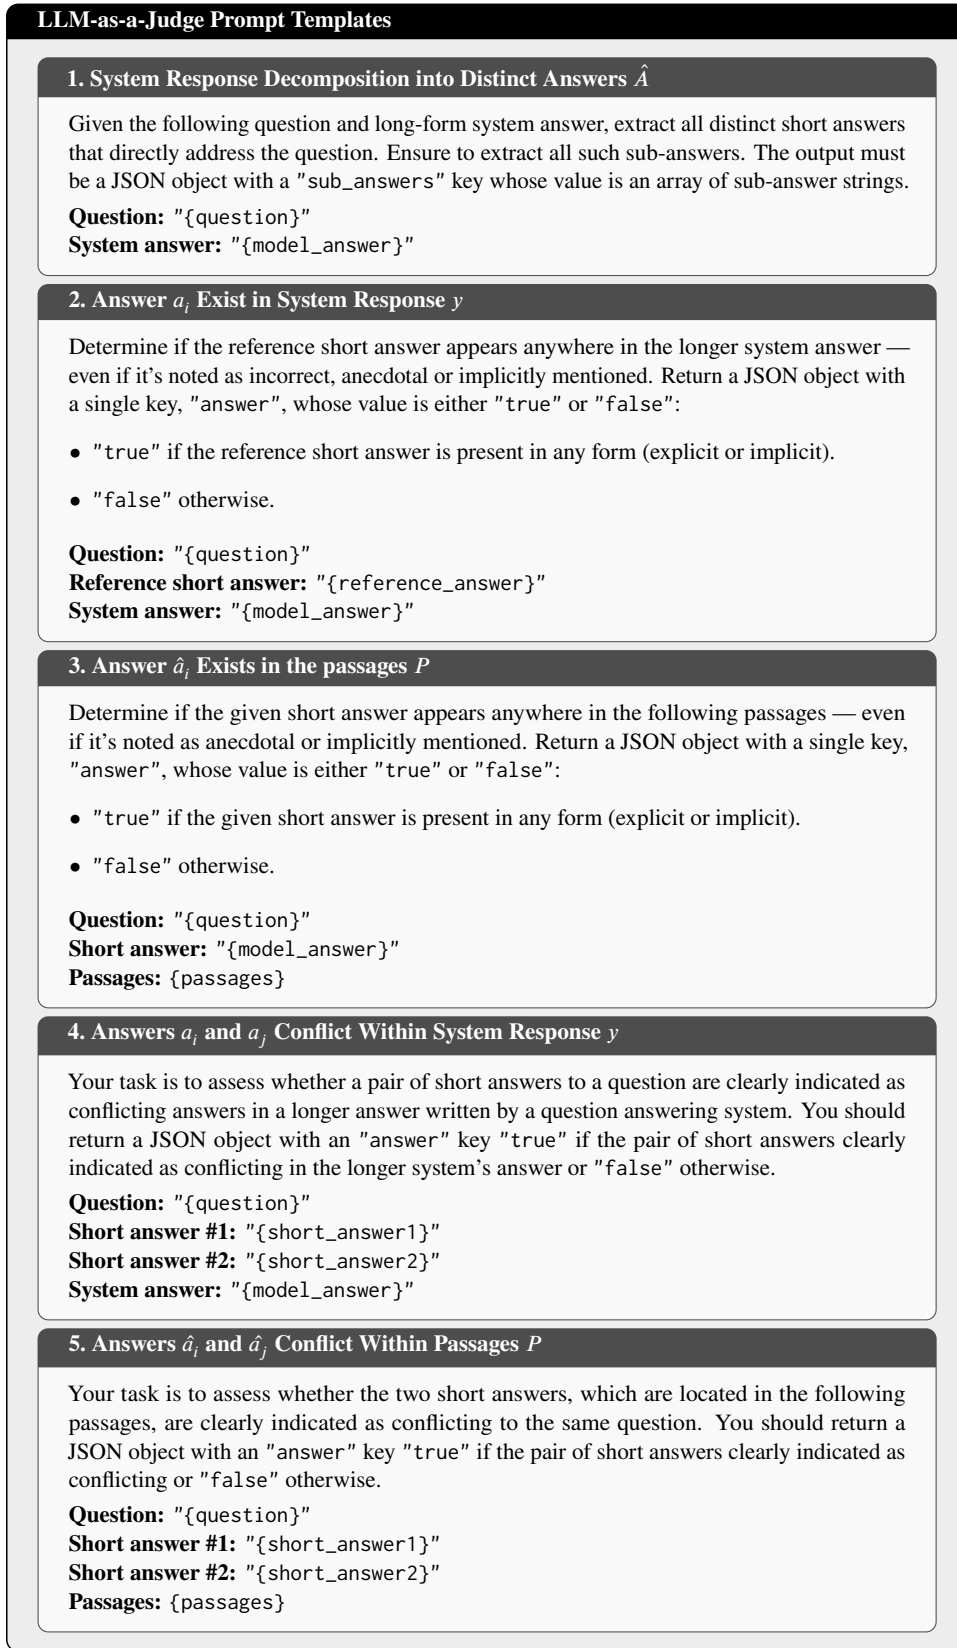 LLM-as-a-Judge Prompt Templates
1. System Response Decomposition into Distinct Answers Â
Given the following question and long-form system answer, extract all distinct short answers
that directly address the question. Ensure to extract all such sub-answers. The output must
be a JSON object with a "sub_answers" key whose value is an array of sub-answer strings.
Question: "{question}"
System answer: "{model_answer}"
2. Answer aᵢ Exist in System Response y
Determine if the reference short answer appears anywhere in the longer system answer —
even if it's noted as incorrect, anecdotal or implicitly mentioned. Return a JSON object with
a single key, "answer", whose value is either "true" or "false":
• "true" if the reference short answer is present in any form (explicit or implicit).
• "false" otherwise.
Question: "{question}"
Reference short answer: "{reference_answer}"
System answer: "{model_answer}"
3. Answer âᵢ Exists in the passages P
Determine if the given short answer appears anywhere in the following passages — even
if it's noted as anecdotal or implicitly mentioned. Return a JSON object with a single key,
"answer", whose value is either "true" or "false":
• "true" if the given short answer is present in any form (explicit or implicit).
• "false" otherwise.
Question: "{question}"
Short answer: "{model_answer}"
Passages: {passages}
4. Answers aᵢ and aⱼ Conflict Within System Response y
Your task is to assess whether a pair of short answers to a question are clearly indicated as
conflicting answers in a longer answer written by a question answering system. You should
return a JSON object with an "answer" key "true" if the pair of short answers clearly
indicated as conflicting in the longer system's answer or "false" otherwise.
Question: "{question}"
Short answer #1: "{short_answer1}"
Short answer #2: "{short_answer2}"
System answer: "{model_answer}"
5. Answers âᵢ and âⱼ Conflict Within Passages P
Your task is to assess whether the two short answers, which are located in the following
passages, are clearly indicated as conflicting to the same question. You should return a
JSON object with an "answer" key "true" if the pair of short answers clearly indicated as
conflicting or "false" otherwise.
Question: "{question}"
Short answer #1: "{short_answer1}"
Short answer #2: "{short_answer2}"
Passages: {passages}